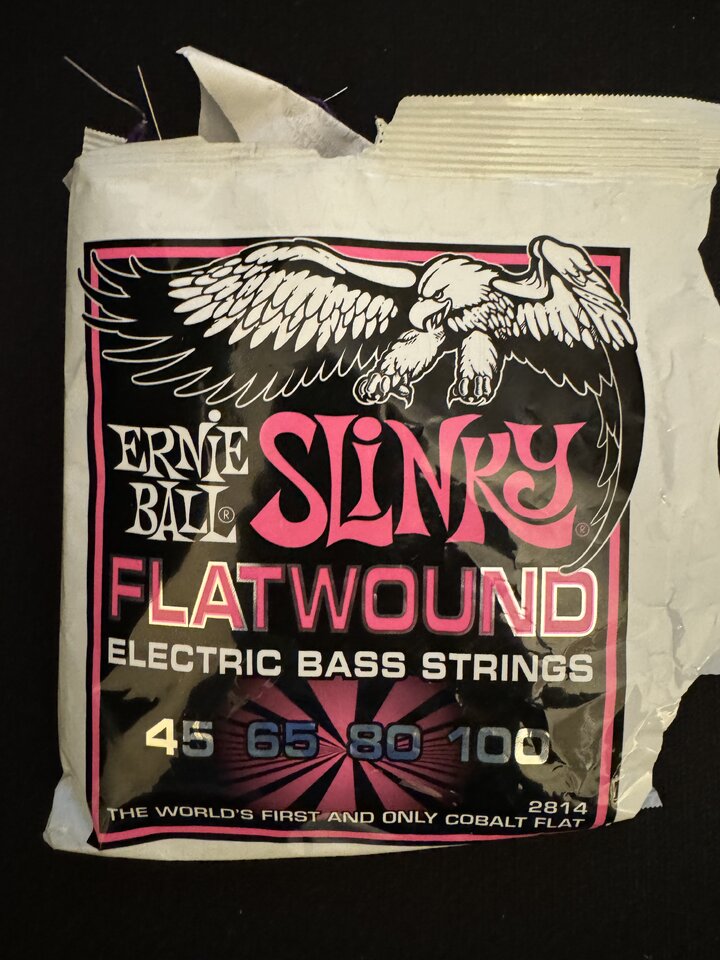 ERNiE BALL® SLiNKY®
FLATWOUND
ELECTRIC BASS STRINGS
45 65 80 100
2814
THE WORLD'S FIRST AND ONLY COBALT FLAT